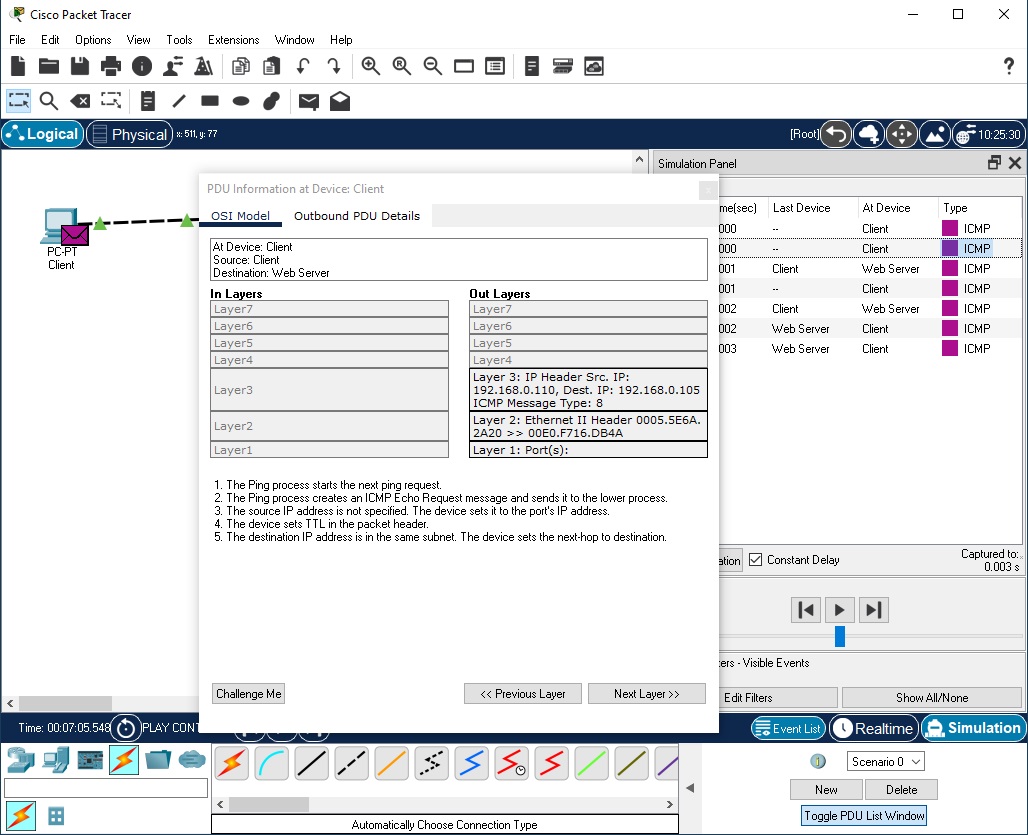 Cisco Packet Tracer
File Edit Options View Tools Extensions Window Help
Logical Physical x: 511, y: 77 [Root] 10:25:30
Simulation Panel
PC-PT
Client
PDU Information at Device: Client
OSI Model Outbound PDU Details
At Device: Client
Source: Client
Destination: Web Server
In Layers
Layer7
Layer6
Layer5
Layer4
Layer3
Layer2
Layer1
Out Layers
Layer7
Layer6
Layer5
Layer4
Layer 3: IP Header Src. IP:
192.168.0.110, Dest. IP: 192.168.0.105
ICMP Message Type: 8
Layer 2: Ethernet II Header 0005.5E6A.
2A20 >> 00E0.F716.DB4A
Layer 1: Port(s):
1. The Ping process starts the next ping request.
2. The Ping process creates an ICMP Echo Request message and sends it to the lower process.
3. The source IP address is not specified. The device sets it to the port's IP address.
4. The device sets TTL in the packet header.
5. The destination IP address is in the same subnet. The device sets the next-hop to destination.
Challenge Me << Previous Layer Next Layer >>
me(sec) Last Device At Device Type
000 -- Client ICMP
000 -- Client ICMP
001 Client Web Server ICMP
001 -- Client ICMP
002 Client Web Server ICMP
002 Web Server Client ICMP
003 Web Server Client ICMP
ation Constant Delay Captured to:
0.003 s
ers - Visible Events
Edit Filters Show All/None
Time: 00:07:05.548 PLAY CONT
Event List Realtime Simulation
Scenario 0
New Delete
Toggle PDU List Window
Automatically Choose Connection Type